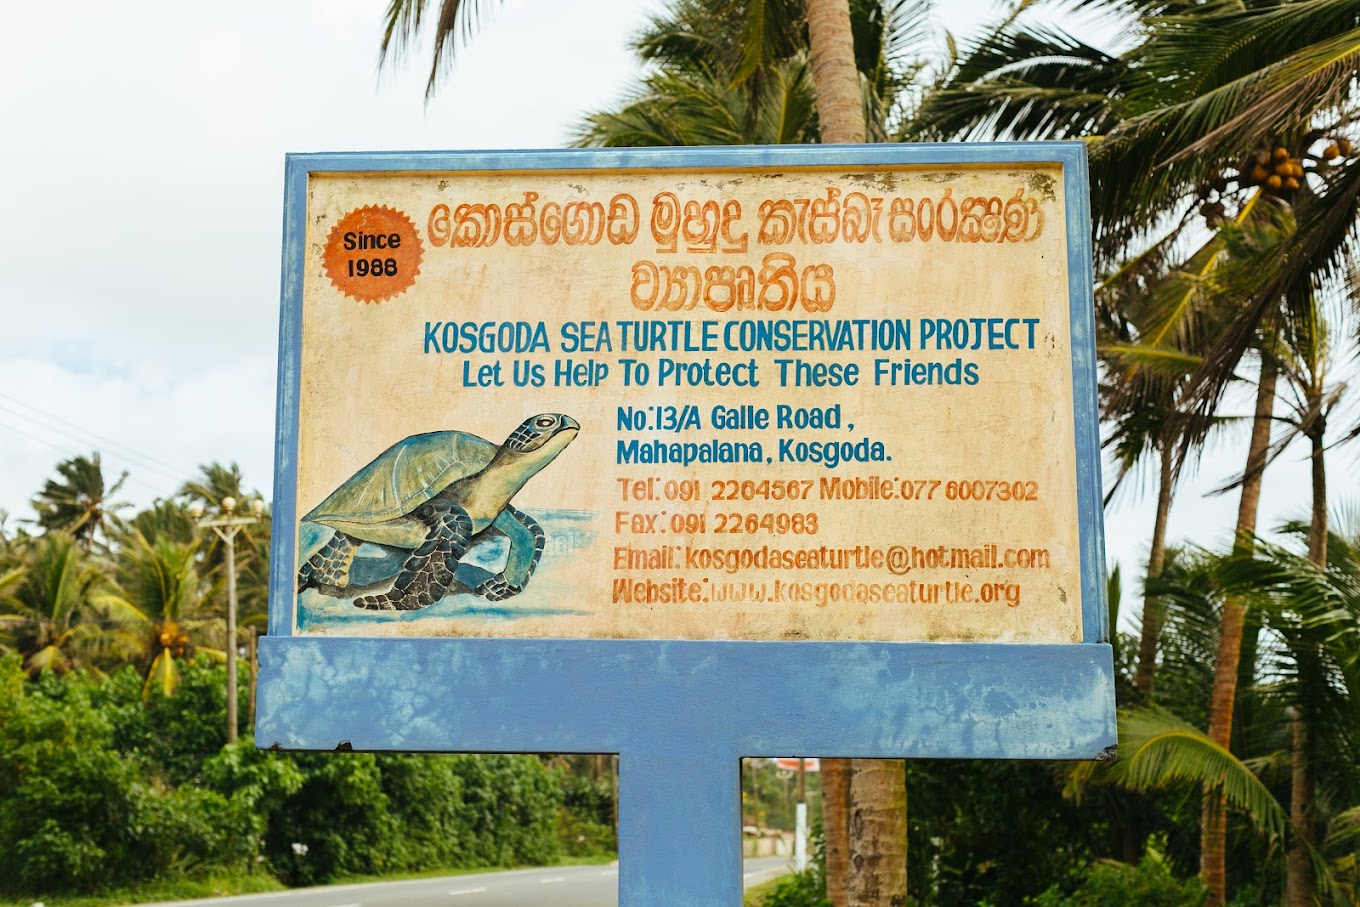 Since
1988
කොස්ගොඩ මුහුදු කැස්බෑ සංරක්ෂණ
ව්‍යාපෘතිය
KOSGODA SEA TURTLE CONSERVATION PROJECT
Let Us Help To Protect These Friends
No:13/A Galle Road,
Mahapalana, Kosgoda.
Tel: 091 2264567 Mobile: 077 6007302
Fax: 091 2264983
Email: kosgodaseaturtle@hotmail.com
Website: www.kosgodaseaturtle.org